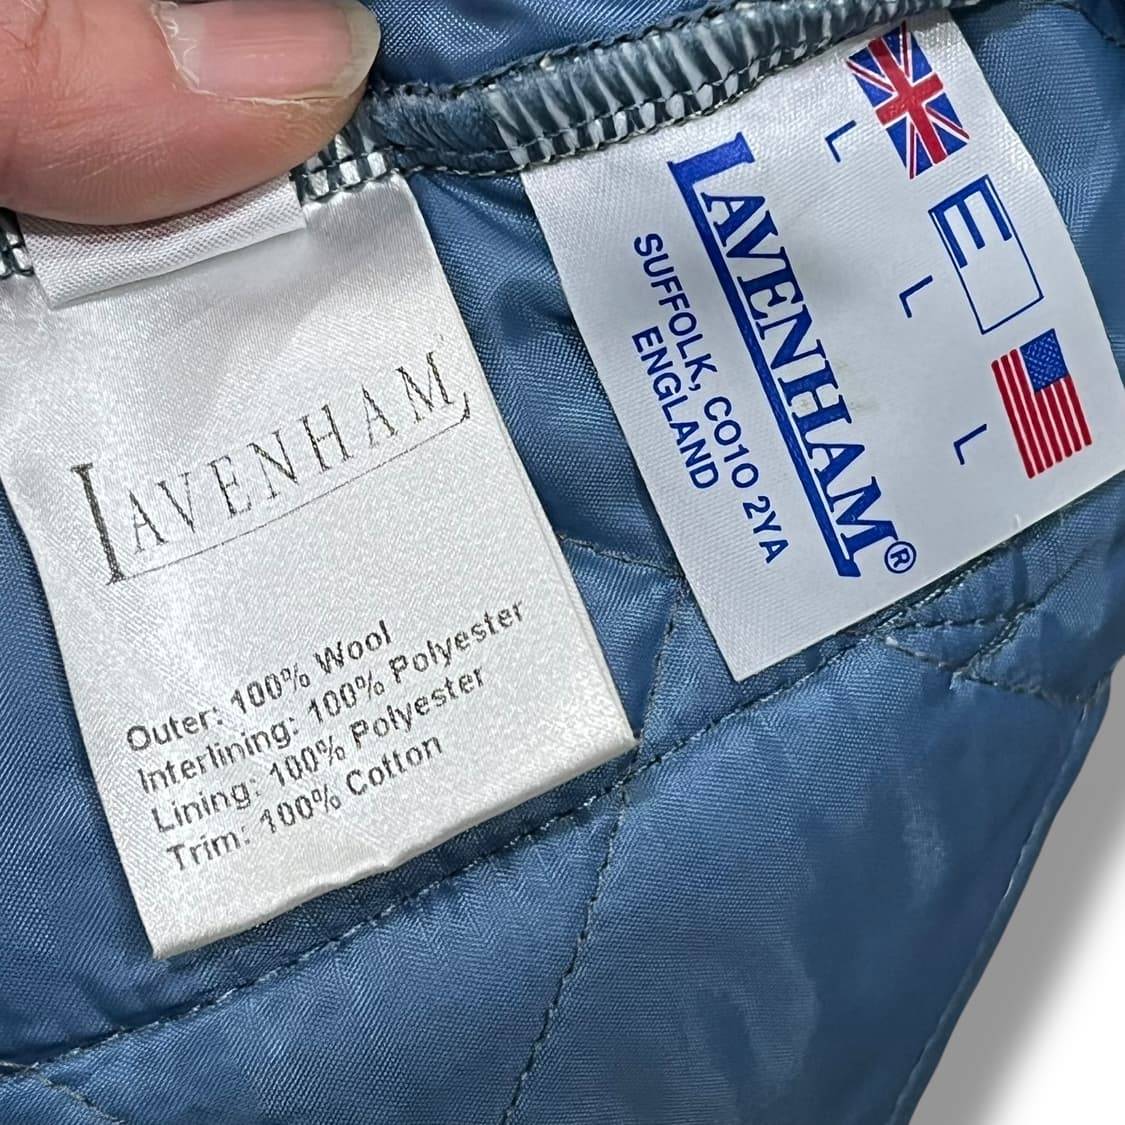 LAVENHAM
Outer: 100% Wool
Interlining: 100% Polyester
Lining: 100% Polyester
Trim: 100% Cotton
L
E
L
L
LAVENHAM®
SUFFOLK, CO10 2YA
ENGLAND